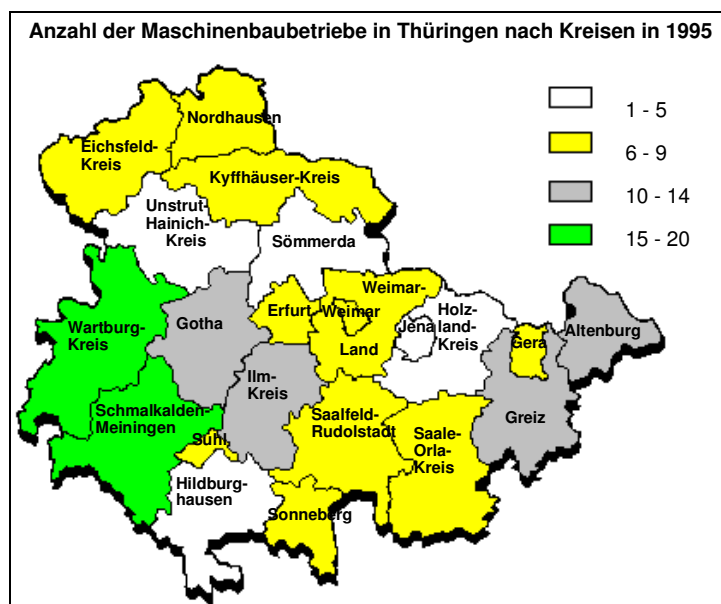 Anzahl der Maschinenbaubetriebe in Thüringen nach Kreisen in 1995
1 - 5
6 - 9
10 - 14
15 - 20
Nordhausen
Eichsfeld-
Kreis
Kyffhäuser-Kreis
Unstrut-
Hainich-
Kreis
Sömmerda
Weimar-
Land
Weimar
Erfurt
Gotha
Wartburg-
Kreis
Jena
Holz-
land-
Kreis
Gera
Altenburg
Ilm-
Kreis
Schmalkalden-
Meiningen
Suhl
Saalfeld-
Rudolstadt
Saale-
Orla-
Kreis
Greiz
Hildburg-
hausen
Sonneberg